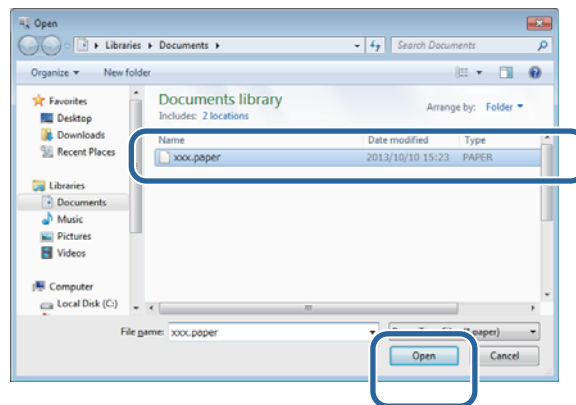 Open
Libraries ▸ Documents ▸
Search Documents
Organize ▾ New folder
Favorites
Desktop
Downloads
Recent Places
Libraries
Documents
Music
Pictures
Videos
Computer
Local Disk (C:)
Documents library
Includes: 2 locations
Arrange by: Folder ▾
Name Date modified Type
xxx.paper 2013/10/10 15:23 PAPER
File name: xxx.paper
paper)
Open Cancel